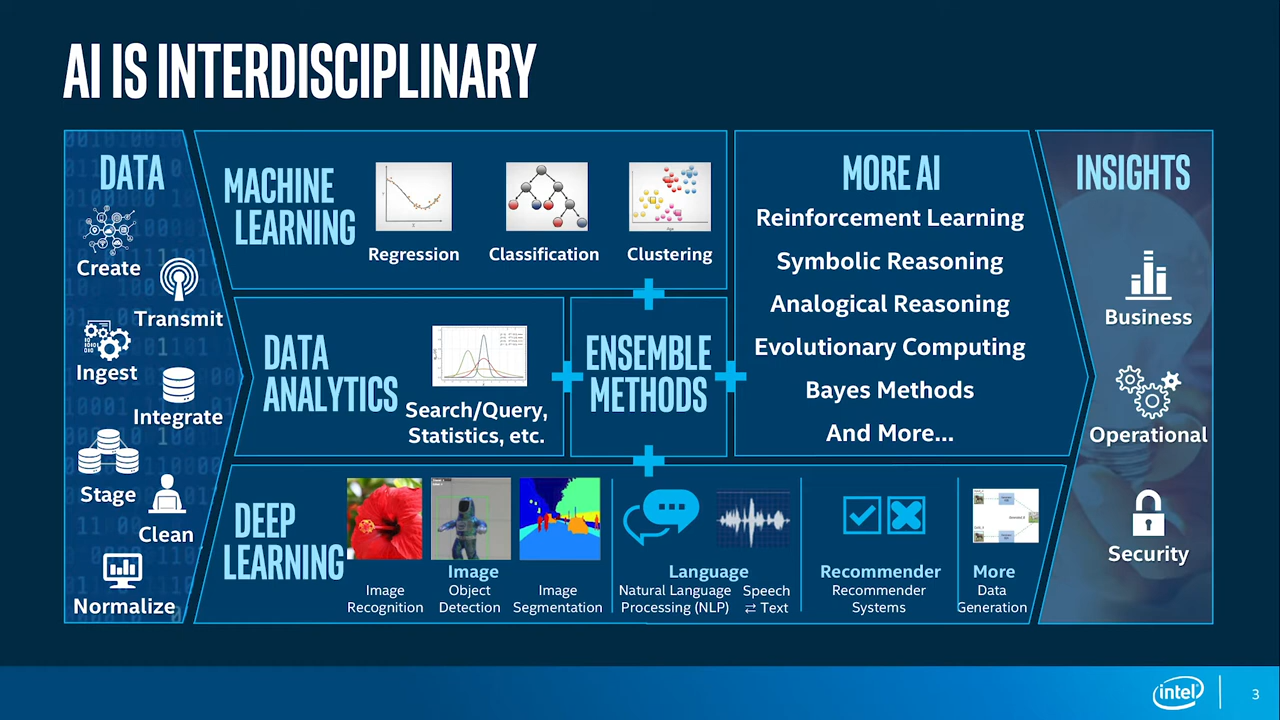 AI IS INTERDISCIPLINARY
DATA
Create
Transmit
Ingest
Integrate
Stage
Clean
Normalize
MACHINE
LEARNING
Regression
Classification
Clustering
DATA
ANALYTICS
Search/Query,
Statistics, etc.
ENSEMBLE
METHODS
MORE AI
Reinforcement Learning
Symbolic Reasoning
Analogical Reasoning
Evolutionary Computing
Bayes Methods
And More...
DEEP
LEARNING
Image
Image
Recognition
Object
Detection
Image
Segmentation
Language
Natural Language
Processing (NLP)
Speech
⇄ Text
Recommender
Recommender
Systems
More
Data
Generation
INSIGHTS
Business
Operational
Security
intel
3